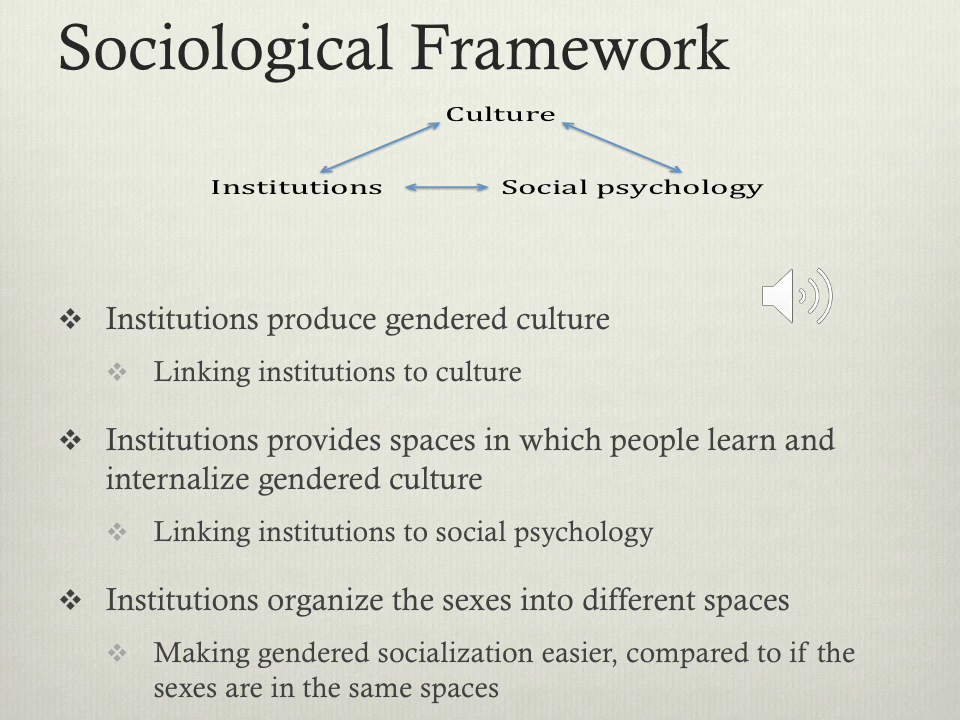 Sociological Framework
Culture
Institutions Social psychology
Institutions produce gendered culture
Linking institutions to culture
Institutions provides spaces in which people learn and
internalize gendered culture
Linking institutions to social psychology
Institutions organize the sexes into different spaces
Making gendered socialization easier, compared to if the
sexes are in the same spaces